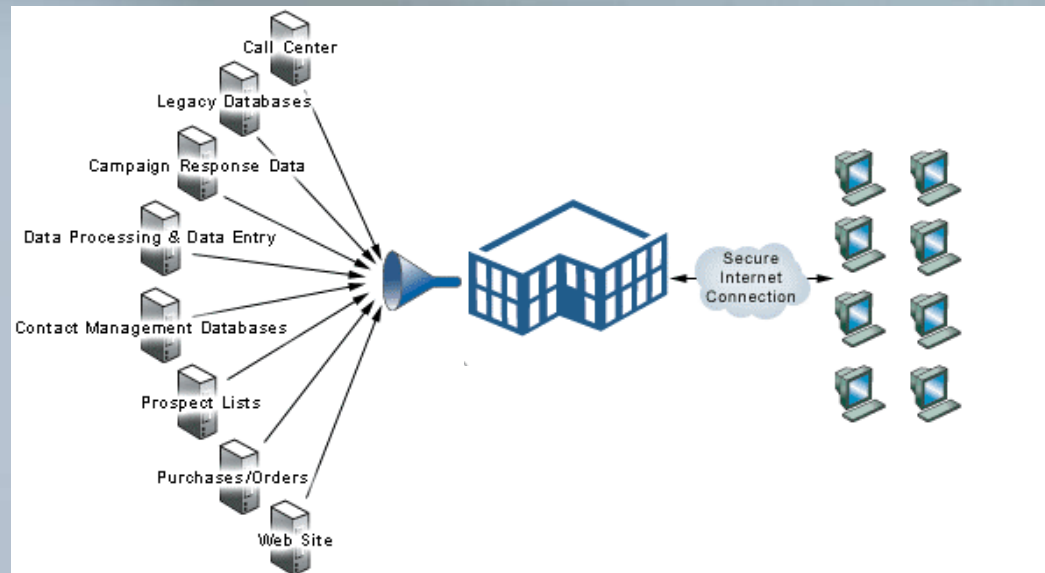 Call Center
Legacy Databases
Campaign Response Data
Data Processing & Data Entry
Contact Management Databases
Prospect Lists
Purchases/Orders
Web Site
Secure
Internet
Connection